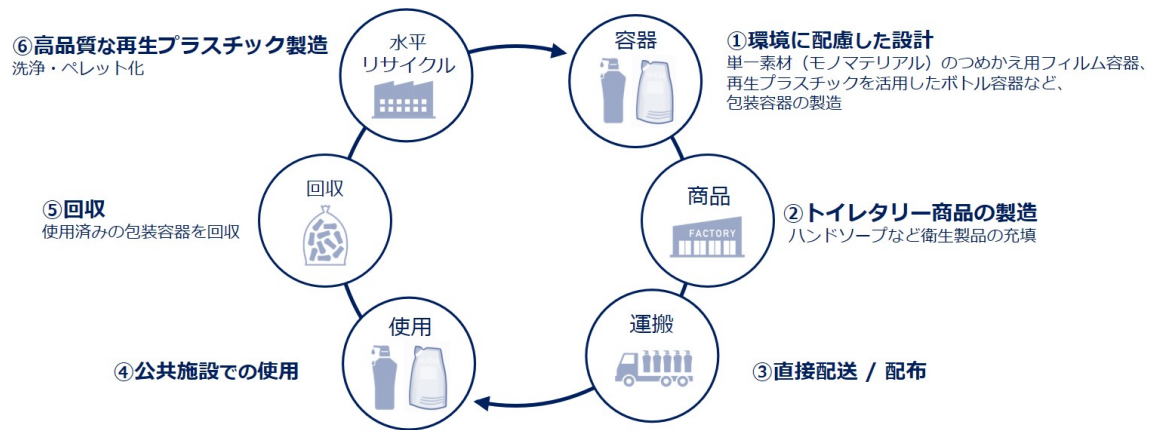 ⑥高品質な再生プラスチック製造
洗浄・ペレット化
水平
リサイクル
容器
①環境に配慮した設計
単一素材（モノマテリアル）のつめかえ用フィルム容器、
再生プラスチックを活用したボトル容器など、
包装容器の製造
商品
FACTORY
②トイレタリー商品の製造
ハンドソープなど衛生製品の充填
運搬
③直接配送 / 配布
使用
④公共施設での使用
回収
⑤回収
使用済みの包装容器を回収